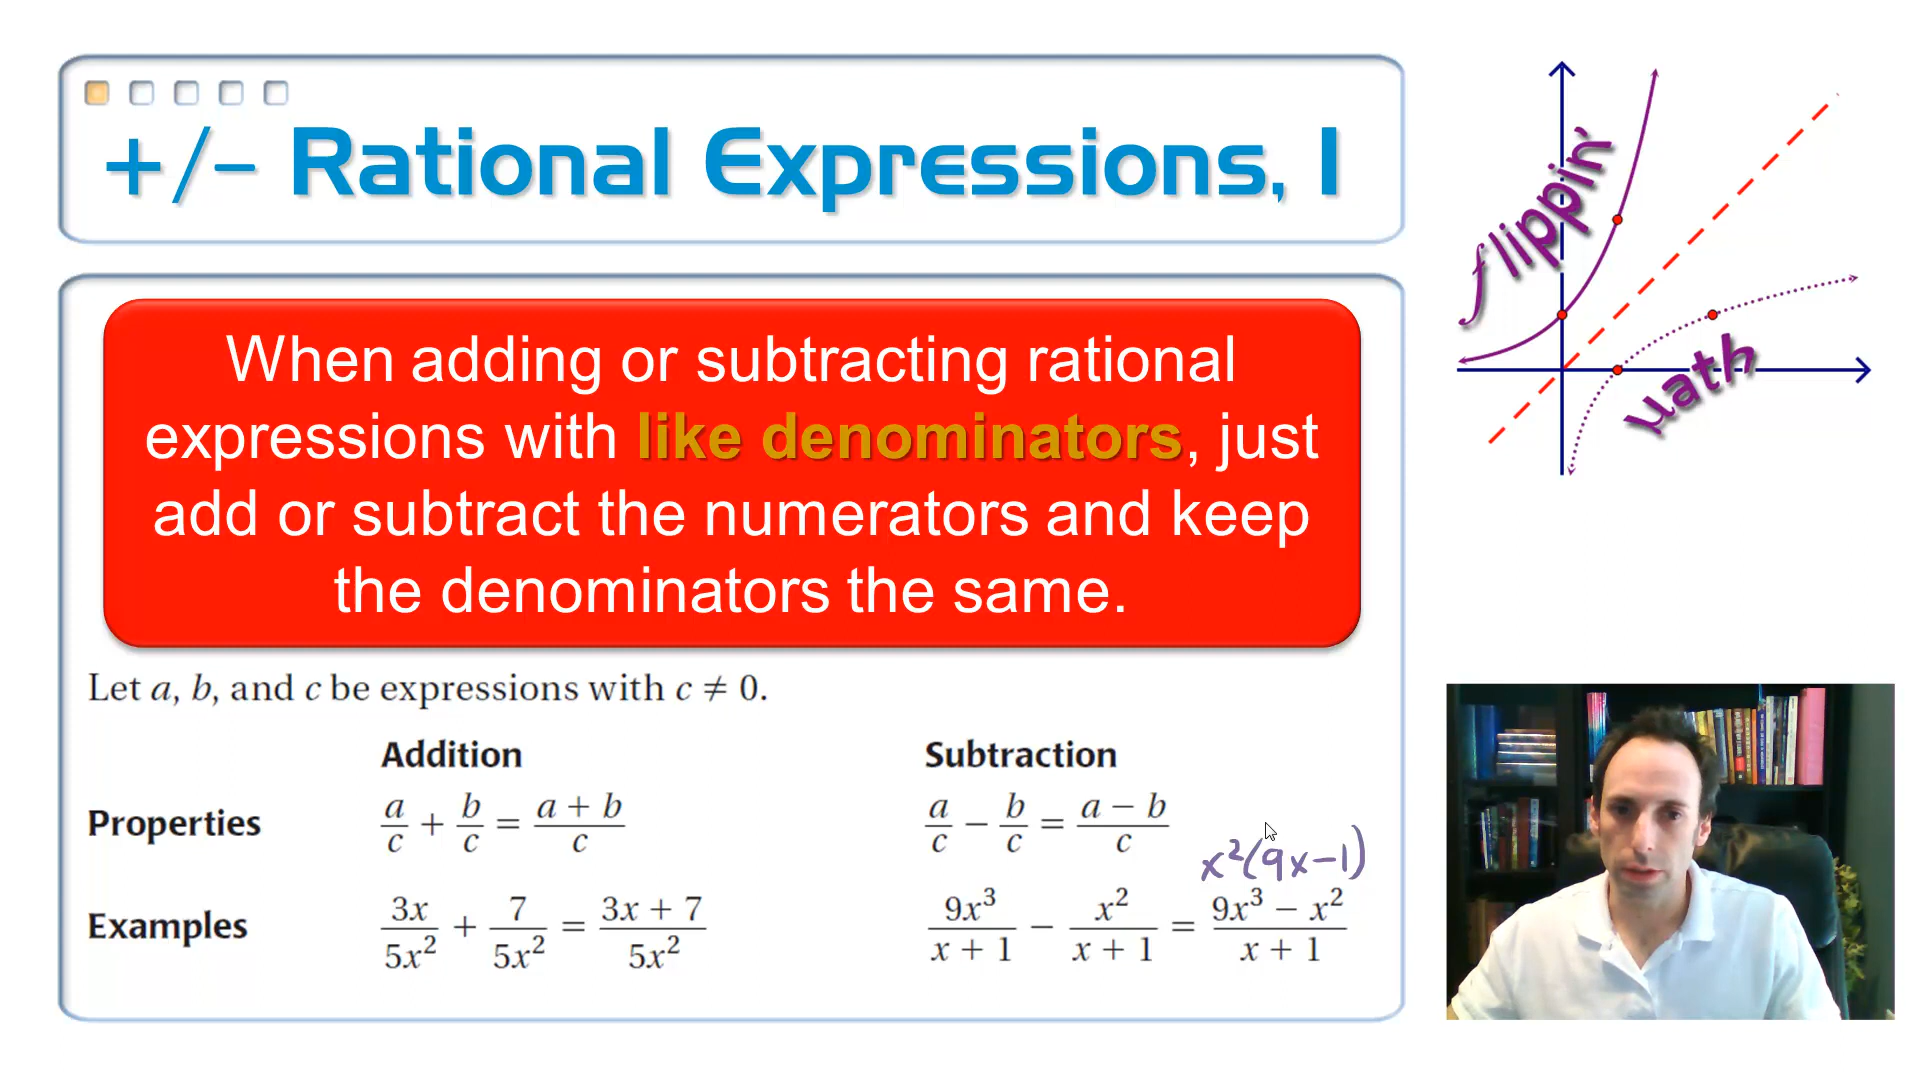 +/– Rational Expressions, I
flippin'
math
When adding or subtracting rational
expressions with like denominators, just
add or subtract the numerators and keep
the denominators the same.
Let a, b, and c be expressions with c ≠ 0.
Addition Subtraction
Properties a/c + b/c = (a + b)/c a/c − b/c = (a − b)/c
x²(9x−1)
Examples 3x/5x² + 7/5x² = (3x + 7)/5x² 9x³/(x + 1) − x²/(x + 1) = (9x³ − x²)/(x + 1)